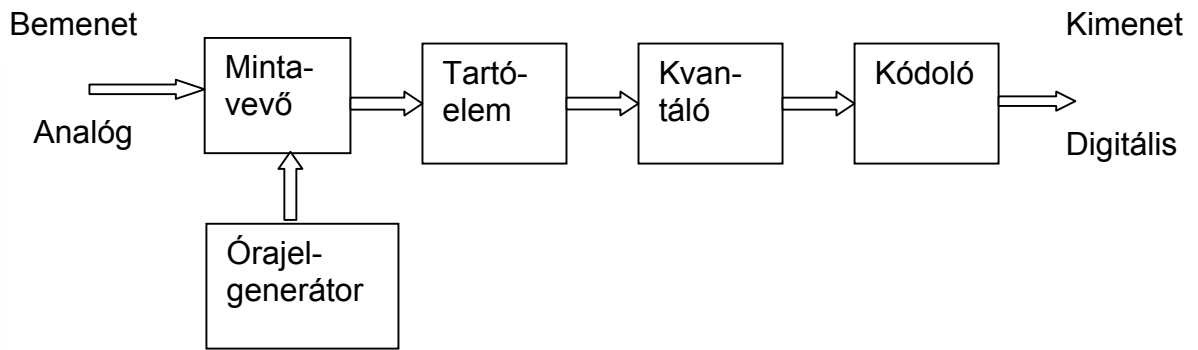 Bemenet
Analóg
Minta-
vevő
Tartó-
elem
Kvan-
táló
Kódoló
Kimenet
Digitális
Órajel-
generátor